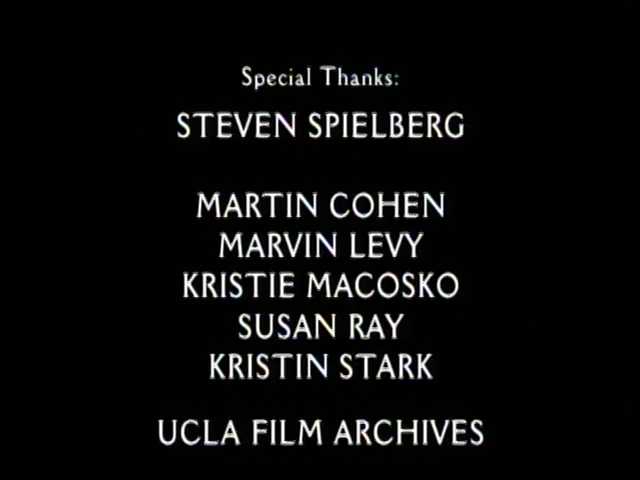 Special Thanks:
STEVEN SPIELBERG
MARTIN COHEN
MARVIN LEVY
KRISTIE MACOSKO
SUSAN RAY
KRISTIN STARK
UCLA FILM ARCHIVES